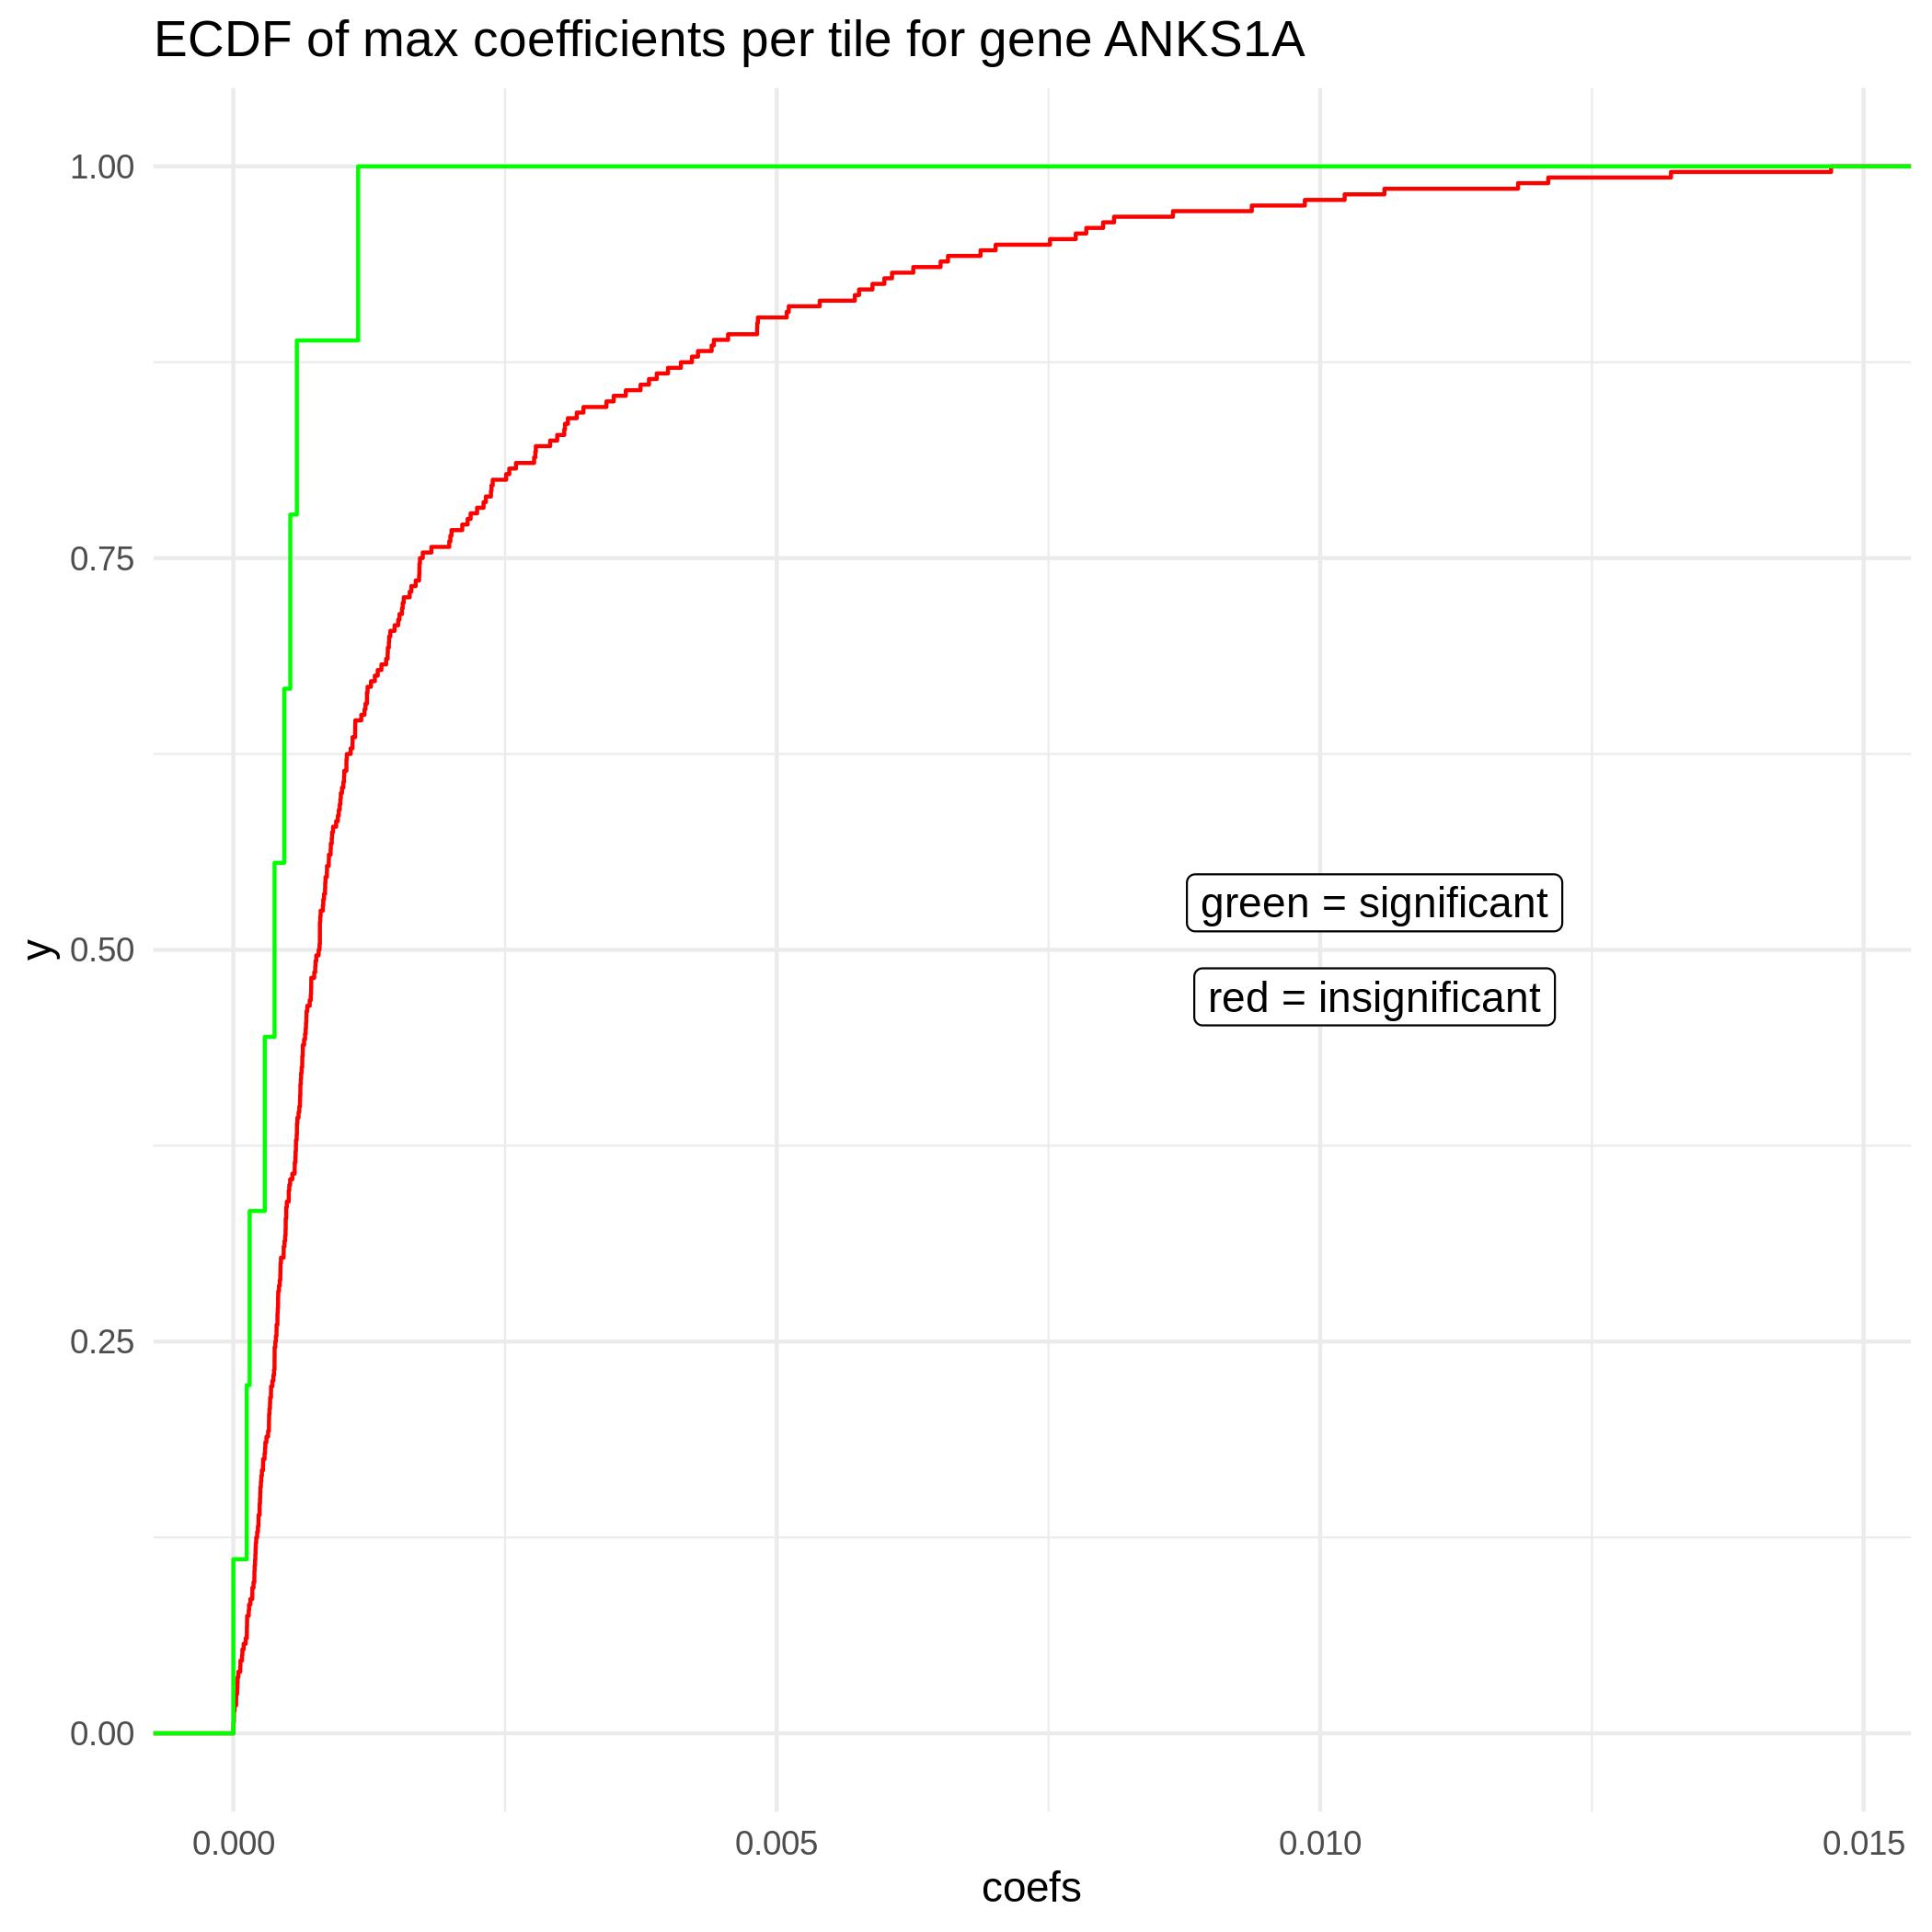 ECDF of max coefficients per tile for gene ANKS1A
1.00
0.75
0.50
0.25
0.00
y
green = significant
red = insignificant
0.000
0.005
0.010
0.015
coefs